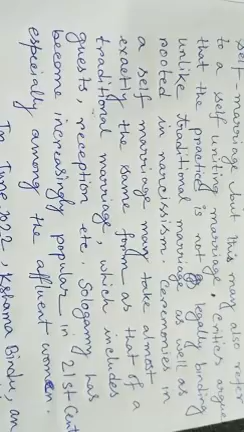 self-marriage but this may also refer
to a self uniting marriage, critics argue
that the practice is not legally binding
unlike traditional marriage as well as
rooted in narcissism. Ceremonies in
a self marriage may take almost
exactly the same form as that of a
traditional marriage, which includes
guests, reception etc. Sologamy has
become increasingly popular in 21st Cent
especially among the affluent women.
In June 2022, Kshama Bindu, an